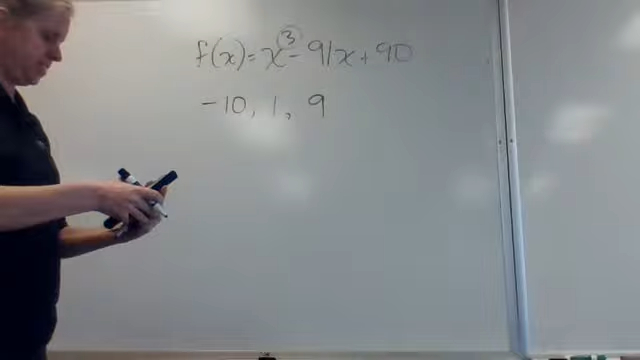 f(x) = x³ - 91x + 90
-10, 1, 9